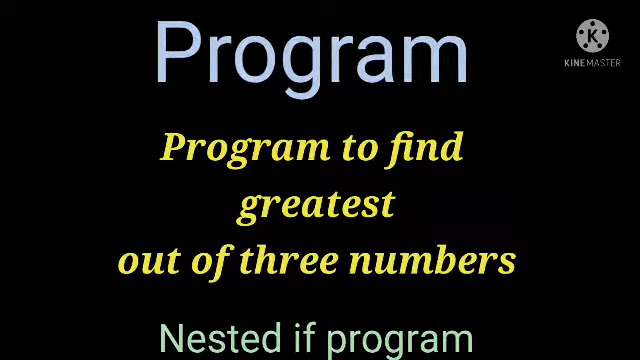 Program
KINEMASTER
Program to find
greatest
out of three numbers
Nested if program